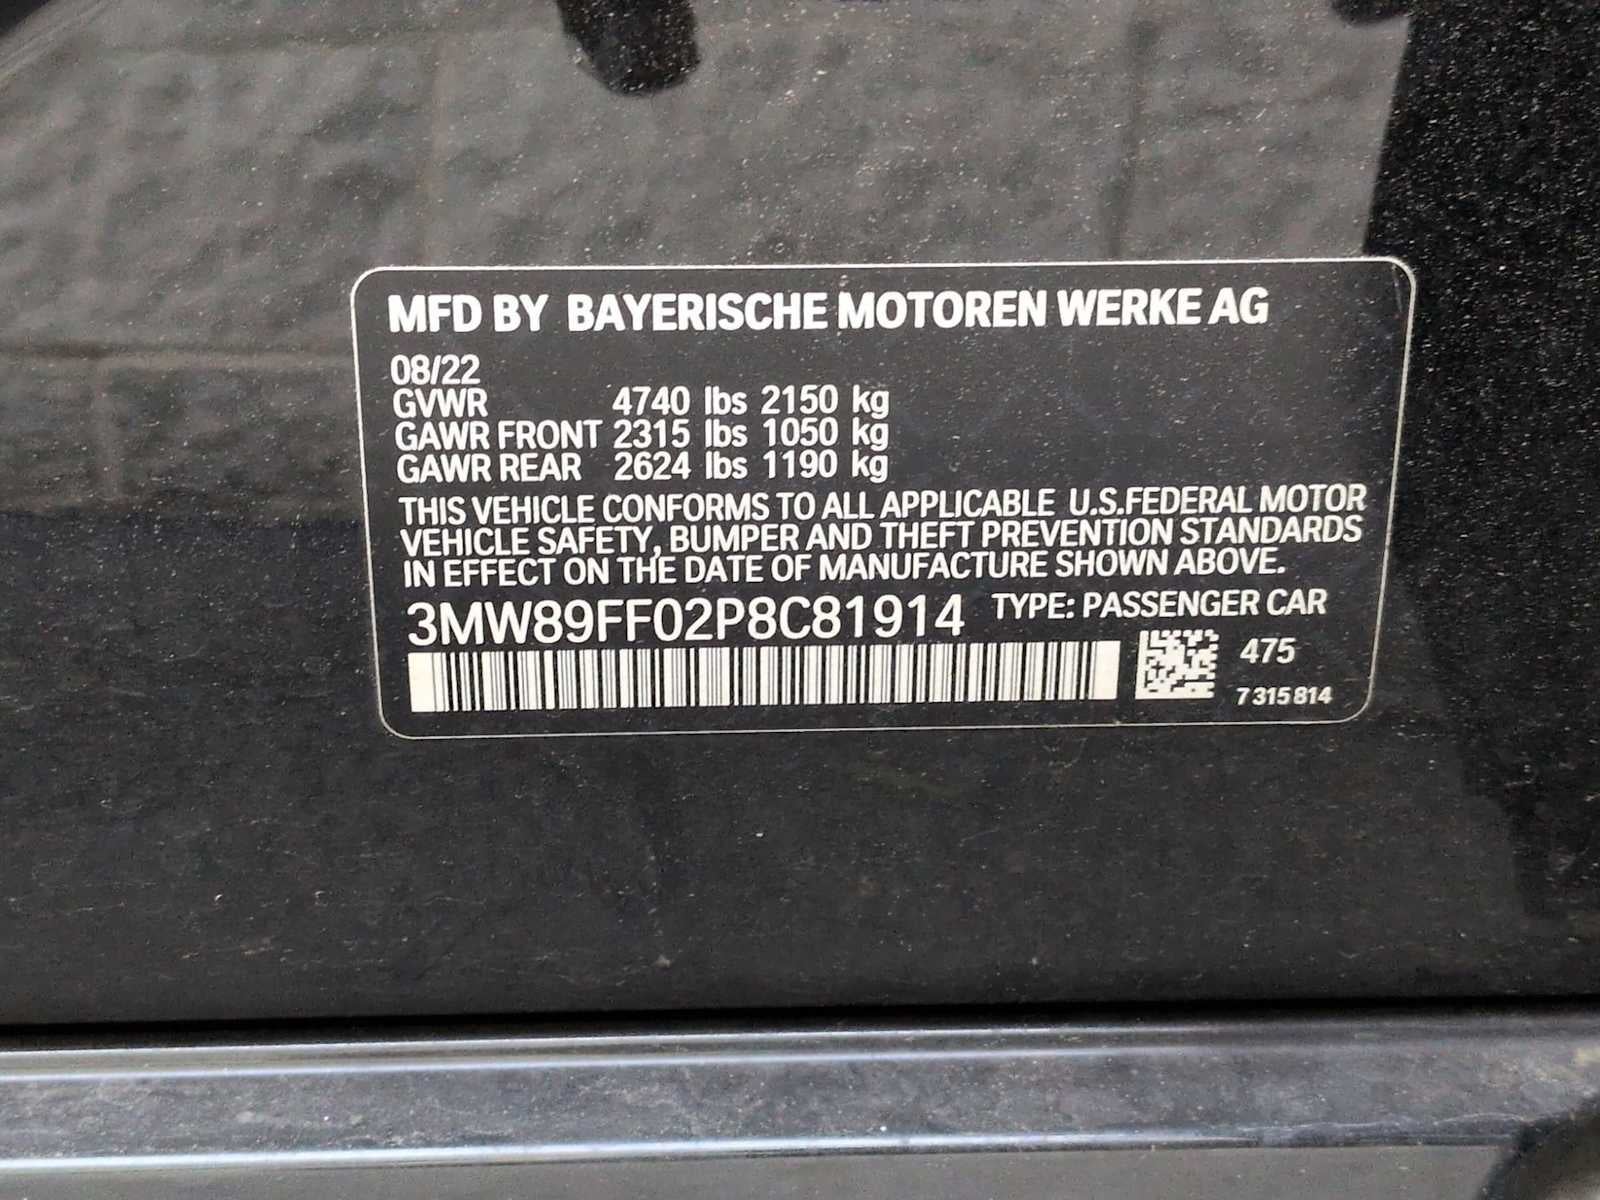 MFD BY BAYERISCHE MOTOREN WERKE AG
08/22
GVWR 4740 lbs 2150 kg
GAWR FRONT 2315 lbs 1050 kg
GAWR REAR 2624 lbs 1190 kg
THIS VEHICLE CONFORMS TO ALL APPLICABLE U.S.FEDERAL MOTOR
VEHICLE SAFETY, BUMPER AND THEFT PREVENTION STANDARDS
IN EFFECT ON THE DATE OF MANUFACTURE SHOWN ABOVE.
3MW89FF02P8C81914 TYPE: PASSENGER CAR
475
7 315 814